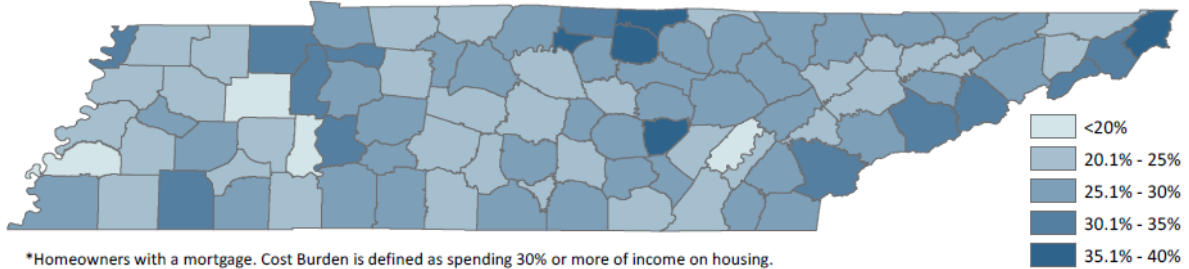 <20%
20.1% - 25%
25.1% - 30%
30.1% - 35%
35.1% - 40%
*Homeowners with a mortgage. Cost Burden is defined as spending 30% or more of income on housing.